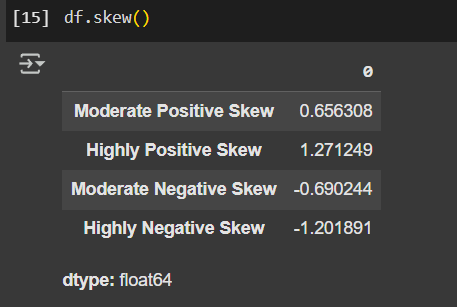 [15] df.skew()
0
Moderate Positive Skew 0.656308
Highly Positive Skew 1.271249
Moderate Negative Skew -0.690244
Highly Negative Skew -1.201891
dtype: float64